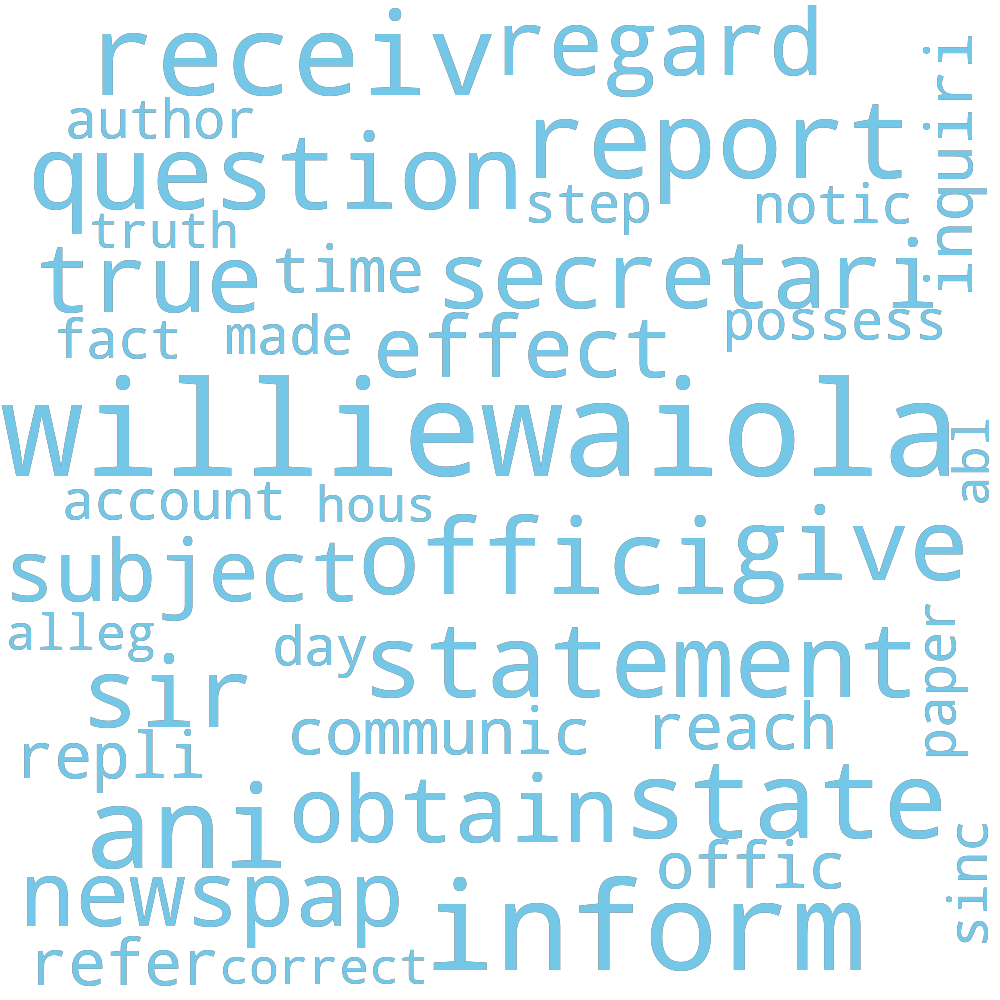 receiv regard
author
question report inquiri
step notic
truth
true time secretari
fact made effect possess
williewaiola
abl
account hous
subject offici give
alleg day statement paper
sir
communic reach
repli
ani obtain state
offic
newspap inform sinc
refer correct